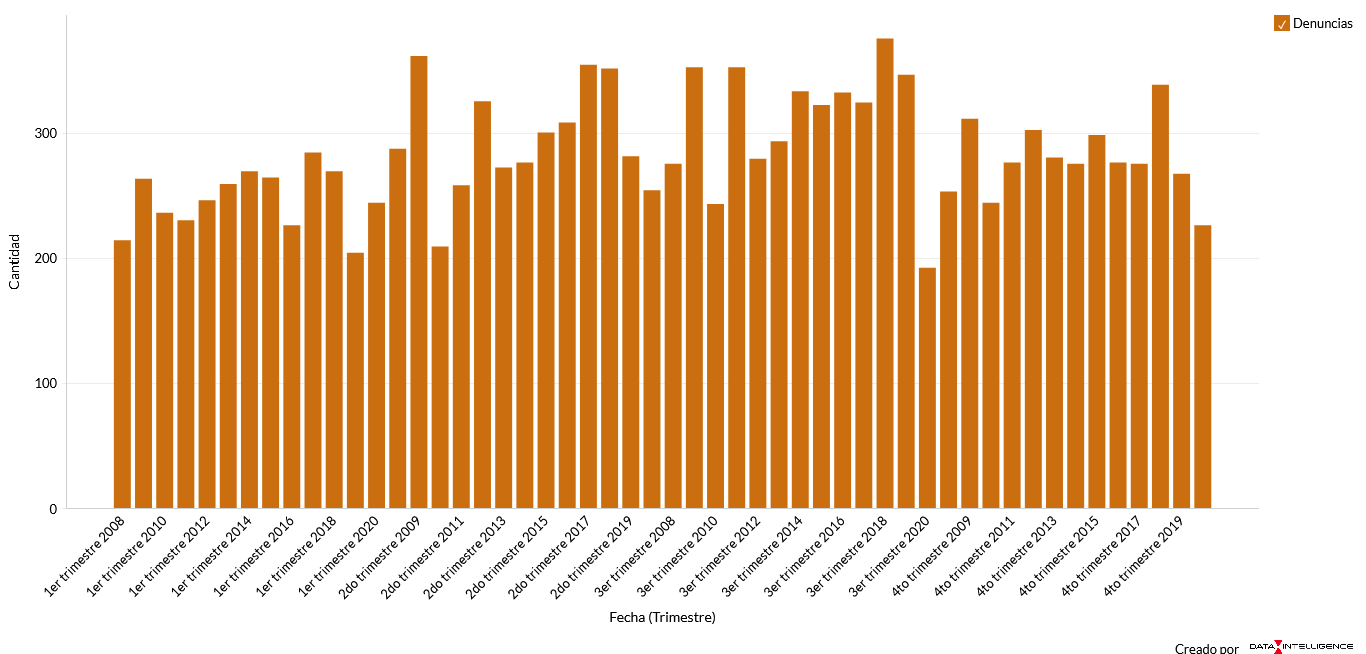 Denuncias
300
200
100
0
Cantidad
1er trimestre 2008
1er trimestre 2010
1er trimestre 2012
1er trimestre 2014
1er trimestre 2016
1er trimestre 2018
1er trimestre 2020
2do trimestre 2009
2do trimestre 2011
2do trimestre 2013
2do trimestre 2015
2do trimestre 2017
2do trimestre 2019
3er trimestre 2008
3er trimestre 2010
3er trimestre 2012
3er trimestre 2014
3er trimestre 2016
3er trimestre 2018
3er trimestre 2020
4to trimestre 2009
4to trimestre 2011
4to trimestre 2013
4to trimestre 2015
4to trimestre 2017
4to trimestre 2019
Fecha (Trimestre)
Creado por DATA INTELLIGENCE